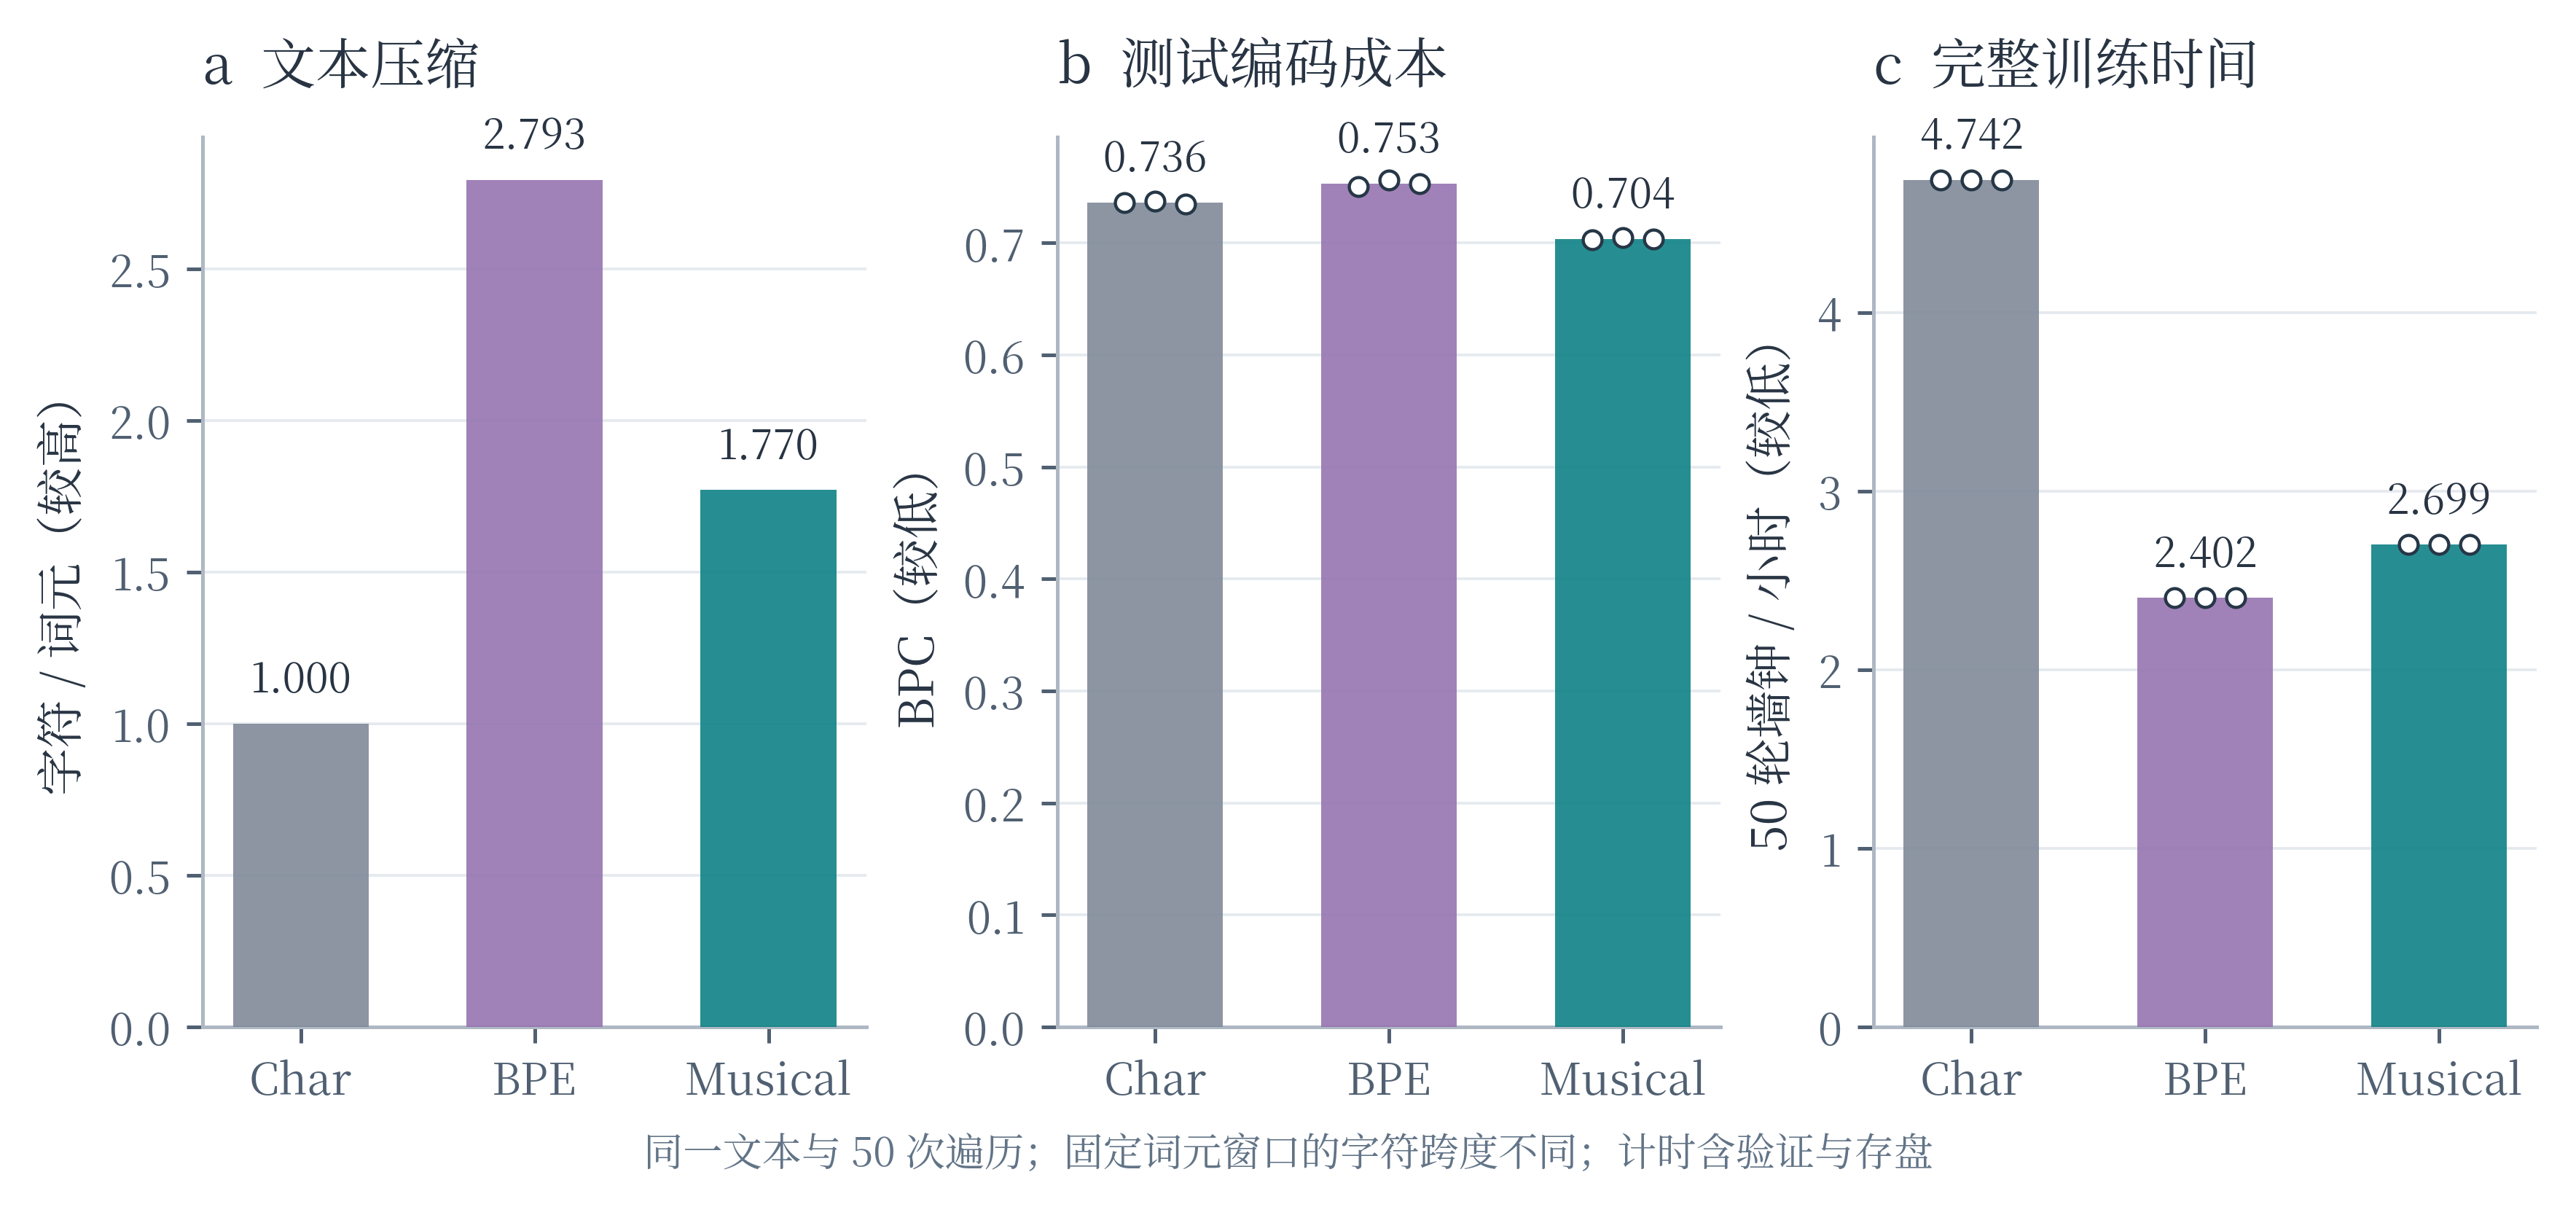 a 文本压缩
字符 / 词元（较高）
2.5
2.0
1.5
1.0
0.5
0.0
1.000
2.793
1.770
Char
BPE
Musical
b 测试编码成本
BPC（较低）
0.7
0.6
0.5
0.4
0.3
0.2
0.1
0.0
0.736
0.753
0.704
Char
BPE
Musical
c 完整训练时间
50 轮墙钟 / 小时（较低）
4
3
2
1
0
4.742
2.402
2.699
Char
BPE
Musical
同一文本与 50 次遍历；固定词元窗口的字符跨度不同；计时含验证与存盘